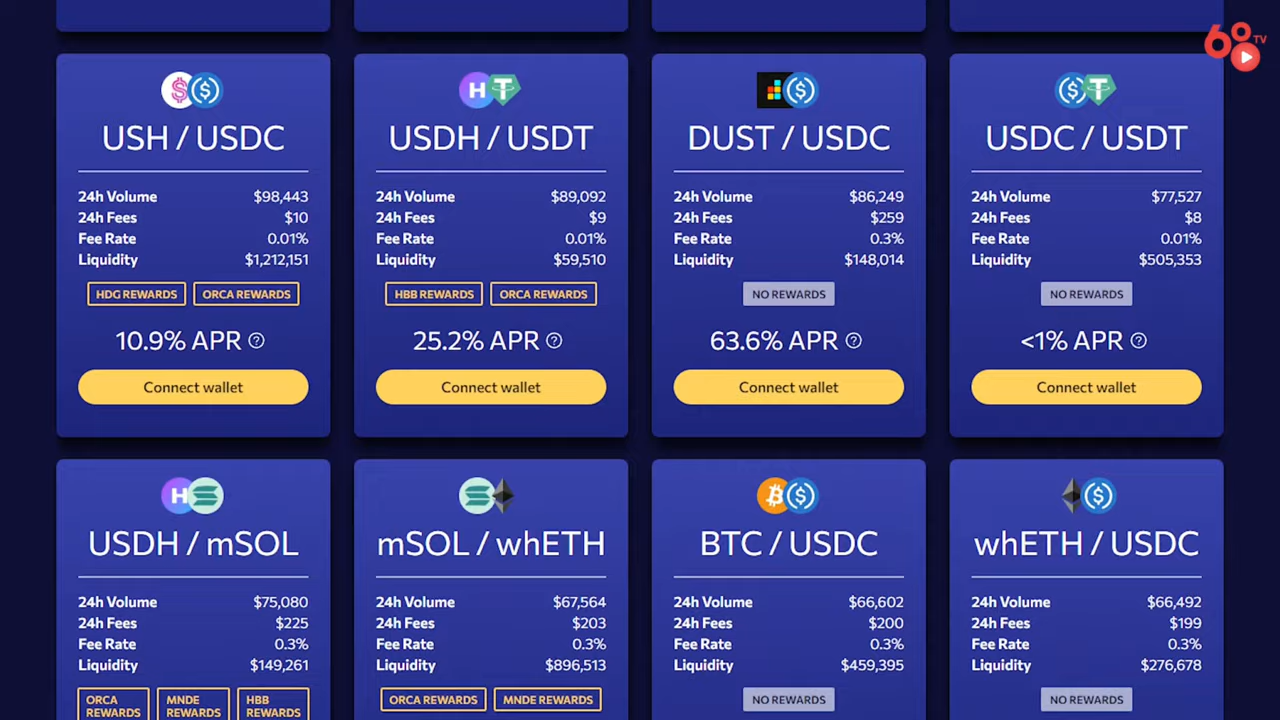 60 TV
USH / USDC
24h Volume $98,443
24h Fees $10
Fee Rate 0.01%
Liquidity $1,212,151
HDG REWARDS ORCA REWARDS
10.9% APR ?
Connect wallet
USDH / USDT
24h Volume $89,092
24h Fees $9
Fee Rate 0.01%
Liquidity $59,510
HBB REWARDS ORCA REWARDS
25.2% APR ?
Connect wallet
DUST / USDC
24h Volume $86,249
24h Fees $259
Fee Rate 0.3%
Liquidity $148,014
NO REWARDS
63.6% APR ?
Connect wallet
USDC / USDT
24h Volume $77,527
24h Fees $8
Fee Rate 0.01%
Liquidity $505,353
NO REWARDS
<1% APR ?
Connect wallet
USDH / mSOL
24h Volume $75,080
24h Fees $225
Fee Rate 0.3%
Liquidity $149,261
ORCA REWARDS
MNDE REWARDS
HBB REWARDS
mSOL / whETH
24h Volume $67,564
24h Fees $203
Fee Rate 0.3%
Liquidity $896,513
ORCA REWARDS MNDE REWARDS
BTC / USDC
24h Volume $66,602
24h Fees $200
Fee Rate 0.3%
Liquidity $459,395
NO REWARDS
whETH / USDC
24h Volume $66,492
24h Fees $199
Fee Rate 0.3%
Liquidity $276,678
NO REWARDS